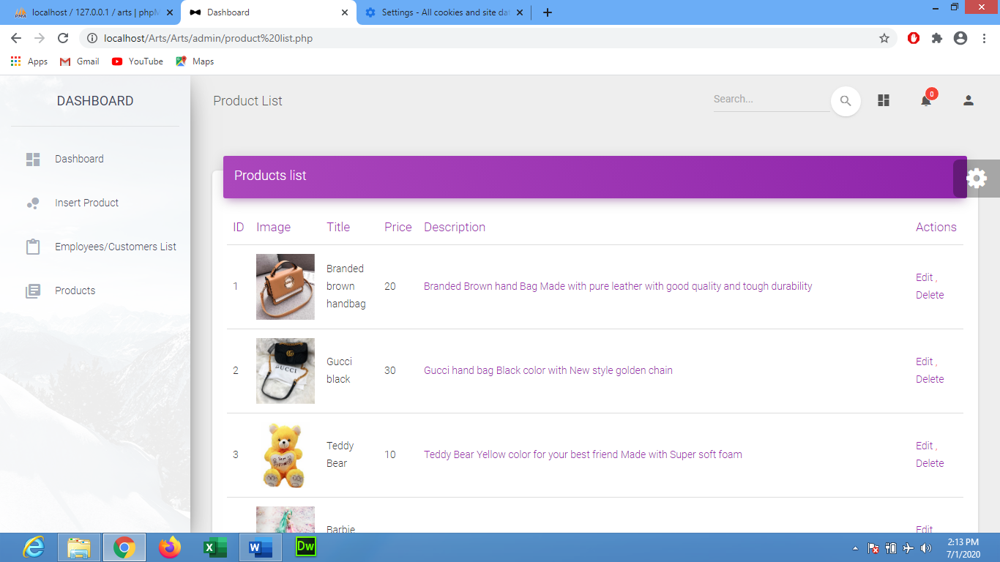 localhost / 127.0.0.1 / arts | phpM
Dashboard
Settings - All cookies and site dat
localhost/Arts/Arts/admin/product%20list.php
Apps
Gmail
YouTube
Maps
DASHBOARD
Dashboard
Insert Product
Employees/Customers List
Products
Product List
Search...
0
Products list
ID Image Title Price Description Actions
1
Branded
brown
handbag
20
Branded Brown hand Bag Made with pure leather with good quality and tough durability
Edit ,
Delete
2
GUCCI
Gucci
black
30
Gucci hand bag Black color with New style golden chain
Edit ,
Delete
3
Teddy
Bear
10
Teddy Bear Yellow color for your best friend Made with Super soft foam
Edit ,
Delete
Barbie
Edit
Dw
2:13 PM
7/1/2020